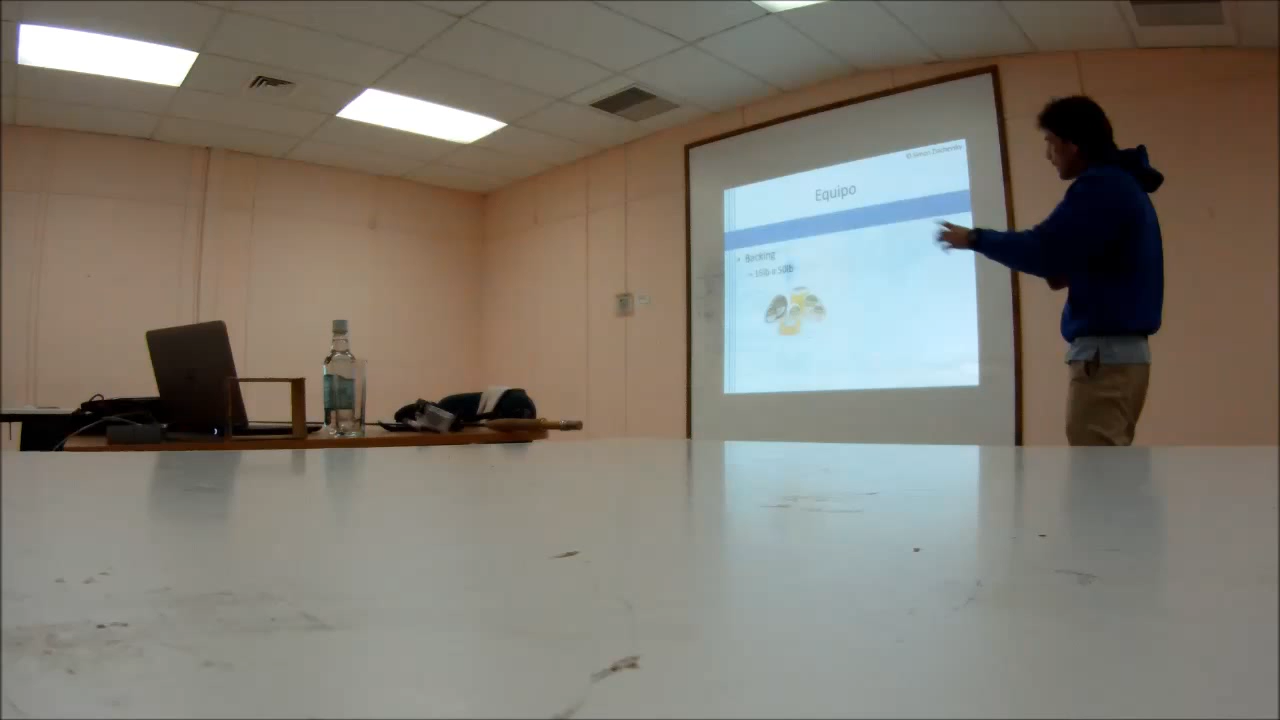 Equipo
• Backing
– 16lb o 30lb